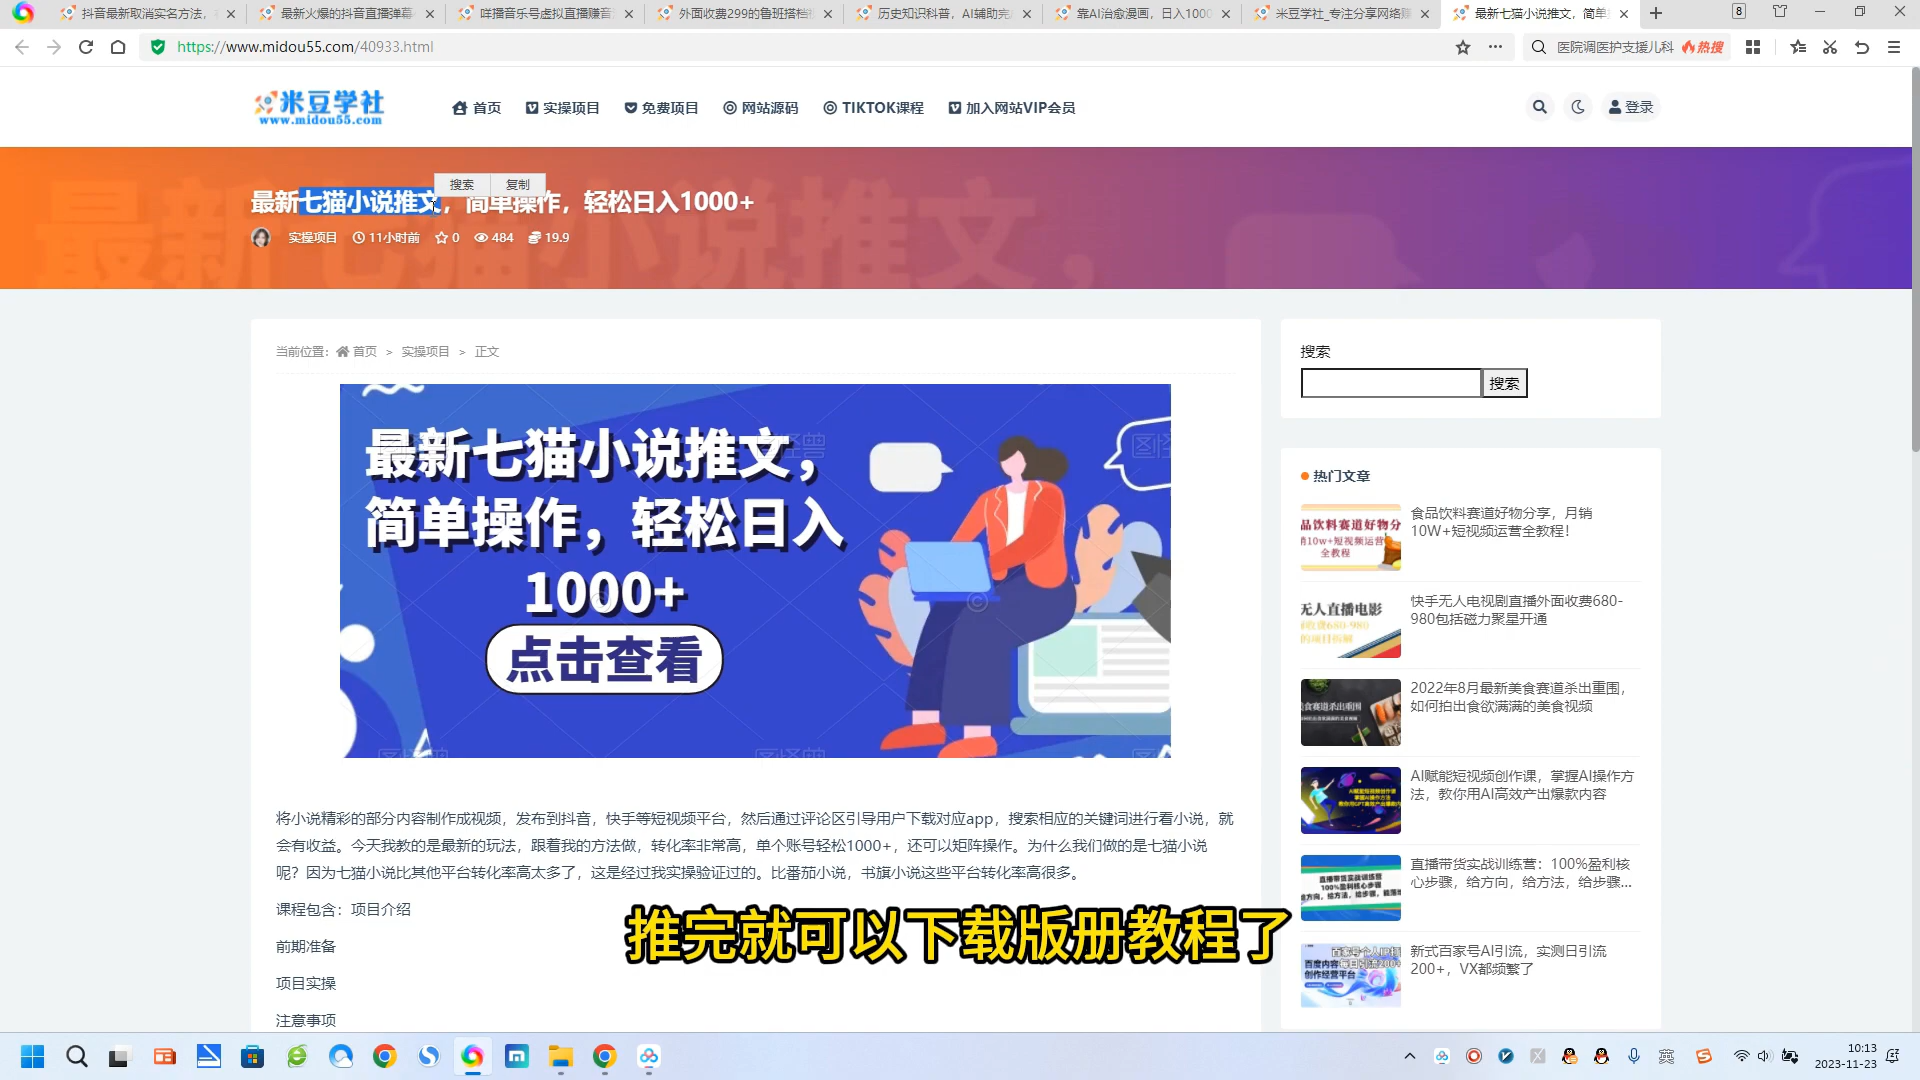 抖音最新取消实名方法，
最新火爆的抖音直播弹幕
咩播音乐号虚拟直播赚音
外面收费299的鲁班搭档
历史知识科普，AI辅助完
靠AI治愈漫画，日入1000
米豆学社_专注分享网络
最新七猫小说推文，简单
8
https://www.midou55.com/40933.html
医院调医护支援儿科
热搜
米豆学社
www.midou55.com
首页
实操项目
免费项目
网站源码
TIKTOK课程
加入网站VIP会员
登录
搜索 复制
最新七猫小说推文，简单操作，轻松日入1000+
实操项目 11小时前 0 484 19.9
当前位置： 首页 > 实操项目 > 正文
最新七猫小说推文，
简单操作，轻松日入
1000+
点击查看
将小说精彩的部分内容制作成视频，发布到抖音，快手等短视频平台，然后通过评论区引导用户下载对应app，搜索相应的关键词进行看小说，就
会有收益。今天我教的是最新的玩法，跟着我的方法做，转化率非常高，单个账号轻松1000+，还可以矩阵操作。为什么我们做的是七猫小说
呢？因为七猫小说比其他平台转化率高太多了，这是经过我实操验证过的。比番茄小说，书旗小说这些平台转化率高很多。
课程包含：项目介绍
前期准备
项目实操
注意事项
推完就可以下载版册教程了
搜索
搜索
热门文章
食品饮料赛道好物分享，月销
10W+短视频运营全教程！
快手无人电视剧直播外面收费680-
980包括磁力聚星开通
2022年8月最新美食赛道杀出重围，
如何拍出食欲满满的美食视频
AI赋能短视频创作课，掌握AI操作方
法，教你用AI高效产出爆款内容
直播带货实战训练营：100%盈利核
心步骤，给方向，给方法，给步骤...
新式百家号AI引流，实测日引流
200+，VX都频繁了
英
10:13
2023-11-23